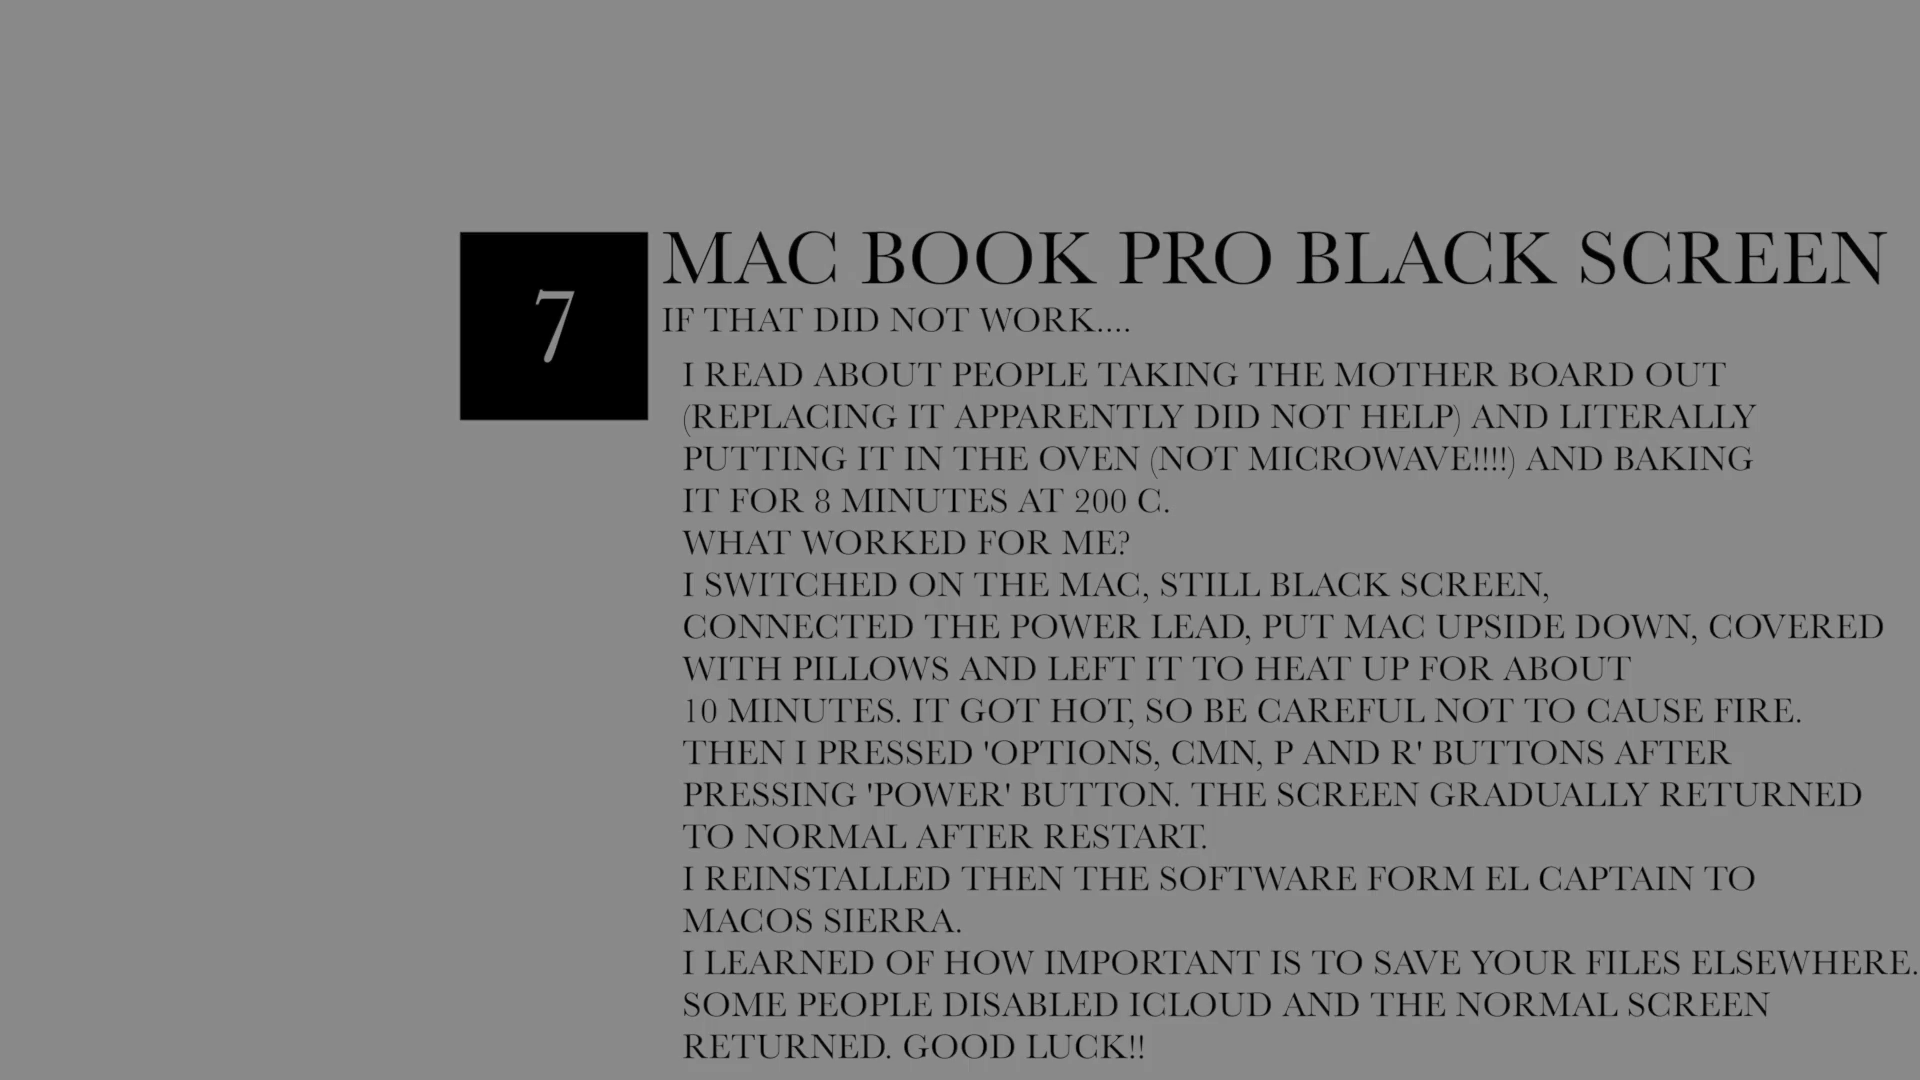 7
MAC BOOK PRO BLACK SCREEN
IF THAT DID NOT WORK....
I READ ABOUT PEOPLE TAKING THE MOTHER BOARD OUT
(REPLACING IT APPARENTLY DID NOT HELP) AND LITERALLY
PUTTING IT IN THE OVEN (NOT MICROWAVE!!!!) AND BAKING
IT FOR 8 MINUTES AT 200 C.
WHAT WORKED FOR ME?
I SWITCHED ON THE MAC, STILL BLACK SCREEN,
CONNECTED THE POWER LEAD, PUT MAC UPSIDE DOWN, COVERED
WITH PILLOWS AND LEFT IT TO HEAT UP FOR ABOUT
10 MINUTES. IT GOT HOT, SO BE CAREFUL NOT TO CAUSE FIRE.
THEN I PRESSED 'OPTIONS, CMN, P AND R' BUTTONS AFTER
PRESSING 'POWER' BUTTON. THE SCREEN GRADUALLY RETURNED
TO NORMAL AFTER RESTART.
I REINSTALLED THEN THE SOFTWARE FORM EL CAPTAIN TO
MACOS SIERRA.
I LEARNED OF HOW IMPORTANT IS TO SAVE YOUR FILES ELSEWHERE.
SOME PEOPLE DISABLED ICLOUD AND THE NORMAL SCREEN
RETURNED. GOOD LUCK!!